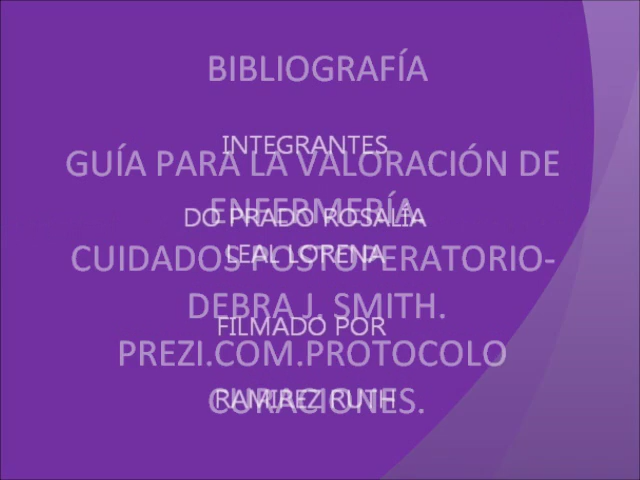 BIBLIOGRAFÍA
INTEGRANTES
GUÍA PARA LA VALORACIÓN DE
ENFERMERÍA.
DO PRADO ROSALÍA
LEAL LORENA
CUIDADOS POSTOPERATORIO-
DEBRA J. SMITH.
FILMADO POR
PREZI.COM.PROTOCOLO
RAMIREZ RUTH
CURACIONES.